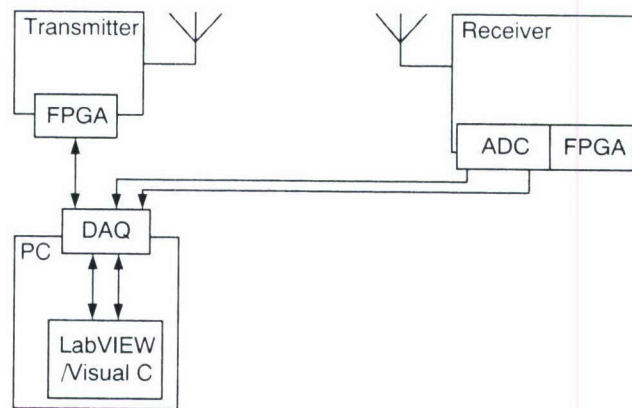 Transmitter
Receiver
FPGA
ADC
FPGA
DAQ
PC
LabVIEW
/Visual C